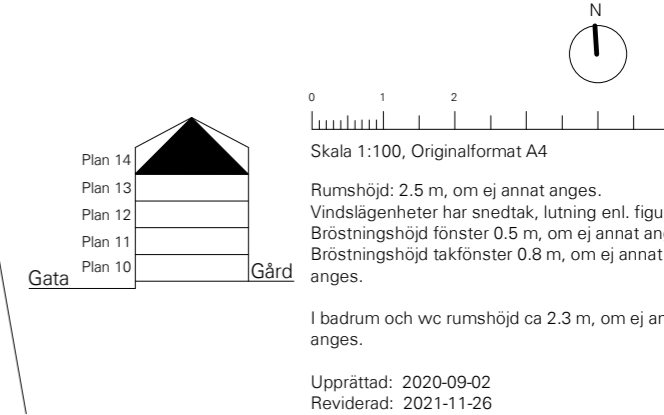 N
0 1 2
Skala 1:100, Originalformat A4
Plan 14
Plan 13
Plan 12
Plan 11
Plan 10
Gata
Gård
Rumshöjd: 2.5 m, om ej annat anges.
Vindslägenheter har snedtak, lutning enl.
Bröstningshöjd fönster 0.5 m, om ej annat
Bröstningshöjd takfönster 0.8 m, om ej annat
anges.
I badrum och wc rumshöjd ca 2.3 m, om ej
anges.
Upprättad: 2020-09-02
Reviderad: 2021-11-26